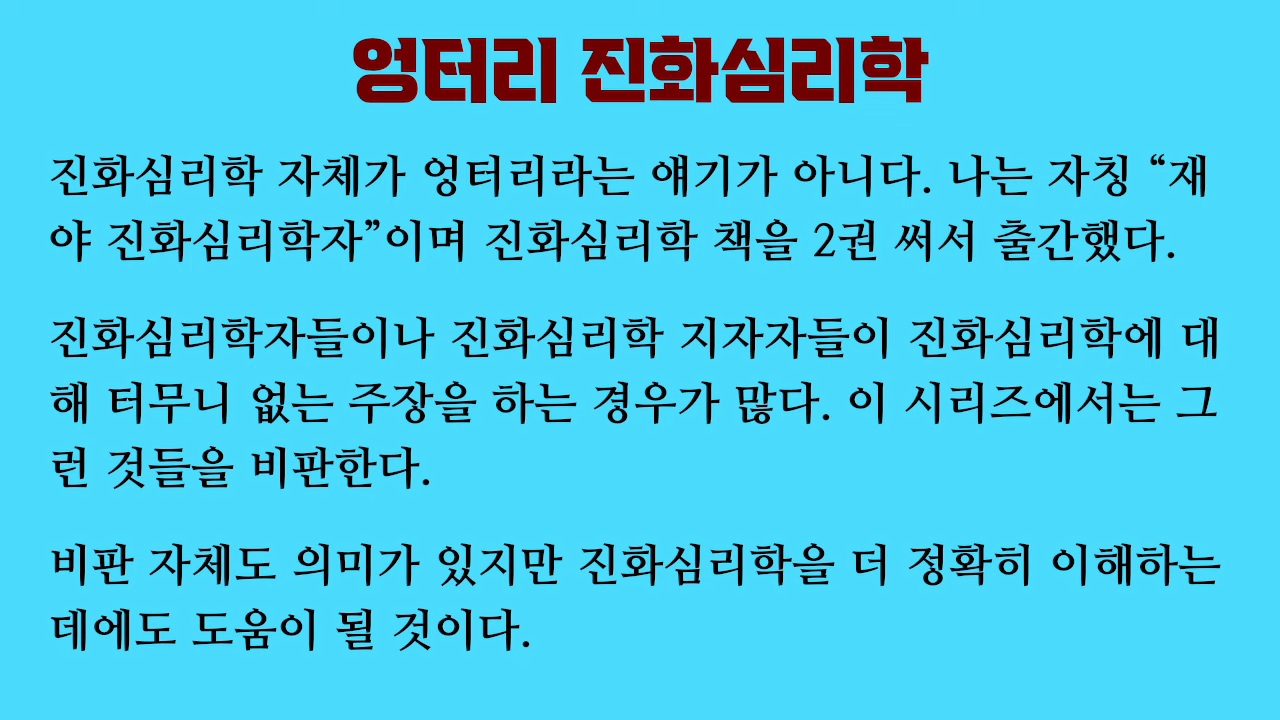 엉터리 진화심리학
진화심리학 자체가 엉터리라는 얘기가 아니다. 나는 자칭 “재
야 진화심리학자”이며 진화심리학 책을 2권 써서 출간했다.
진화심리학자들이나 진화심리학 지자자들이 진화심리학에 대
해 터무니 없는 주장을 하는 경우가 많다. 이 시리즈에서는 그
런 것들을 비판한다.
비판 자체도 의미가 있지만 진화심리학을 더 정확히 이해하는
데에도 도움이 될 것이다.